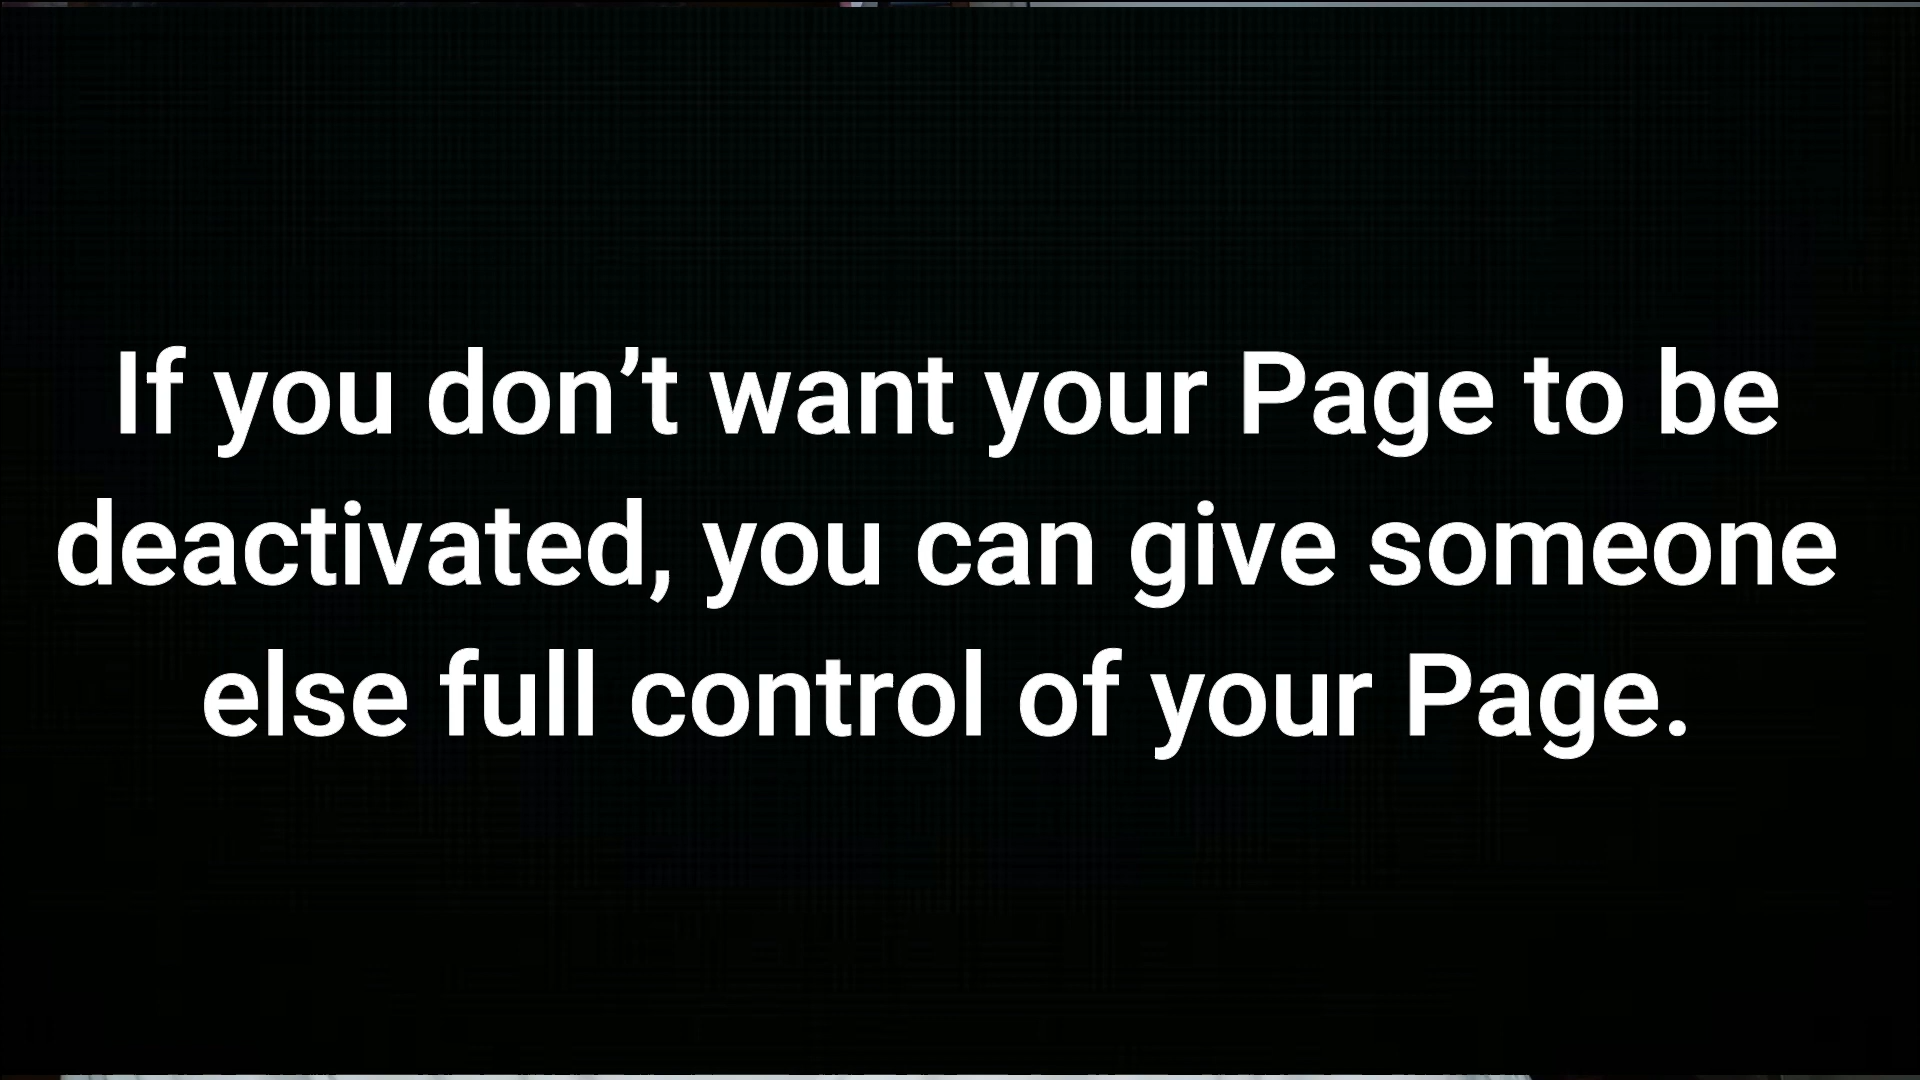 If you don’t want your Page to be
deactivated, you can give someone
else full control of your Page.